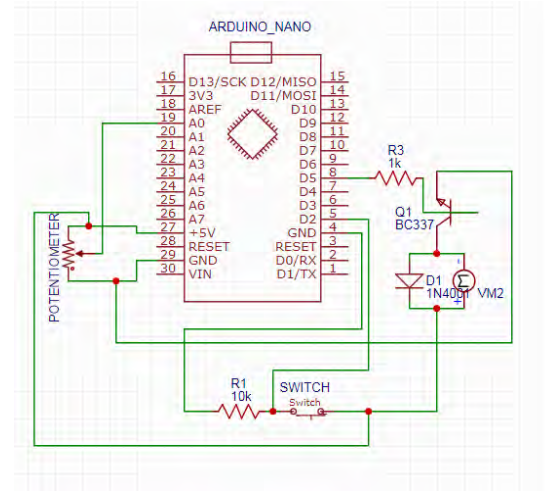 ARDUINO_NANO
16 D13/SCK D12/MISO 15
17 3V3 D11/MOSI 14
18 AREF D10 13
19 A0 D9 12
20 A1 D8 11
21 A2 D7 10
22 A3 D6 9
23 A4 D5 8
24 A5 D4 7
25 A6 D3 6
26 A7 D2 5
27 +5V GND 4
28 RESET RESET 3
29 GND D0/RX 2
30 VIN D1/TX 1
R3
1k
Q1
BC337
POTENTIOMETER
D1
1N4001
VM2
R1
10k
SWITCH
Switch